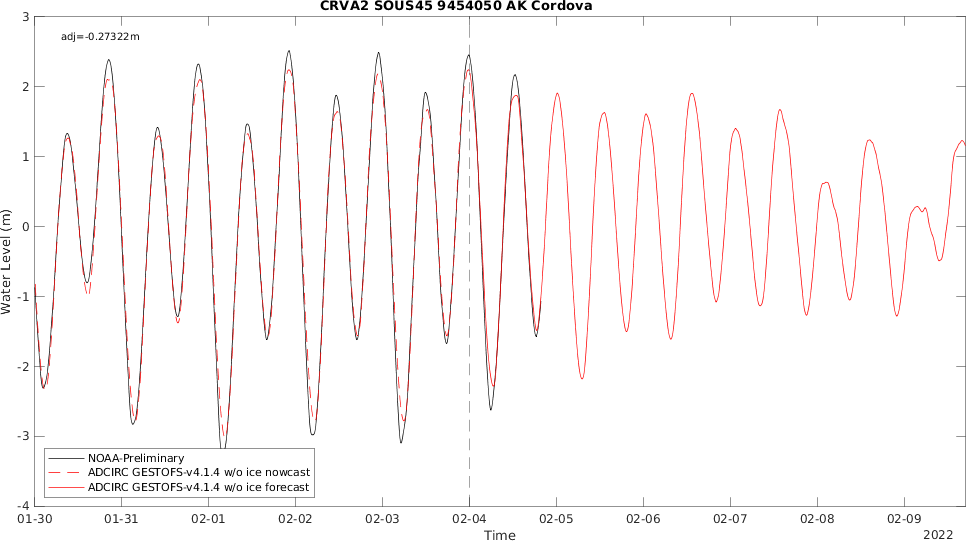 CRVA2 SOUS45 9454050 AK Cordova
adj=-0.27322m
3
2
1
0
-1
-2
-3
-4
Water Level (m)
NOAA-Preliminary
ADCIRC GESTOFS-v4.1.4 w/o ice nowcast
ADCIRC GESTOFS-v4.1.4 w/o ice forecast
01-30 01-31 02-01 02-02 02-03 02-04 02-05 02-06 02-07 02-08 02-09
Time
2022